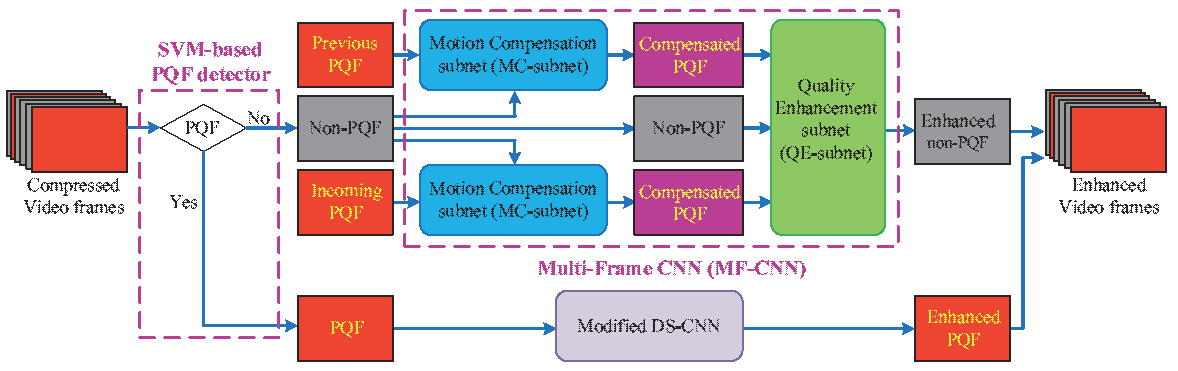 SVM-based
PQF detector
Compressed
Video frames
PQF
No
Yes
Previous
PQF
Non-PQF
Incoming
PQF
Motion Compensation
subnet (MC-subnet)
Motion Compensation
subnet (MC-subnet)
Compensated
PQF
Non-PQF
Compensated
PQF
Quality
Enhancement
subnet
(QE-subnet)
Multi-Frame CNN (MF-CNN)
Enhanced
non-PQF
Enhanced
Video frames
PQF
Modified DS-CNN
Enhanced
PQF